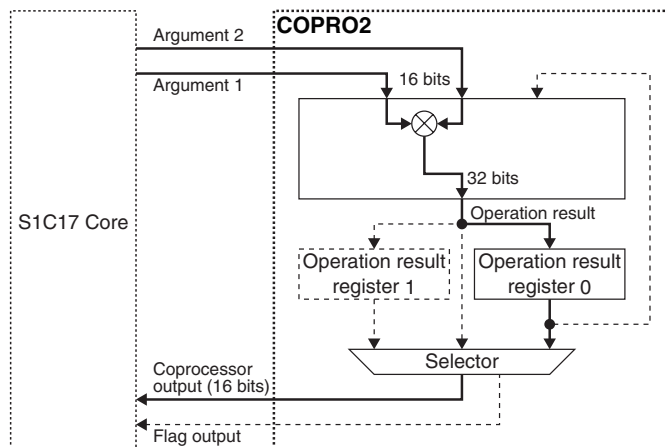 COPRO2
Argument 2
Argument 1
16 bits
32 bits
S1C17 Core
Operation result
Operation result
register 1
Operation result
register 0
Selector
Coprocessor
output (16 bits)
Flag output